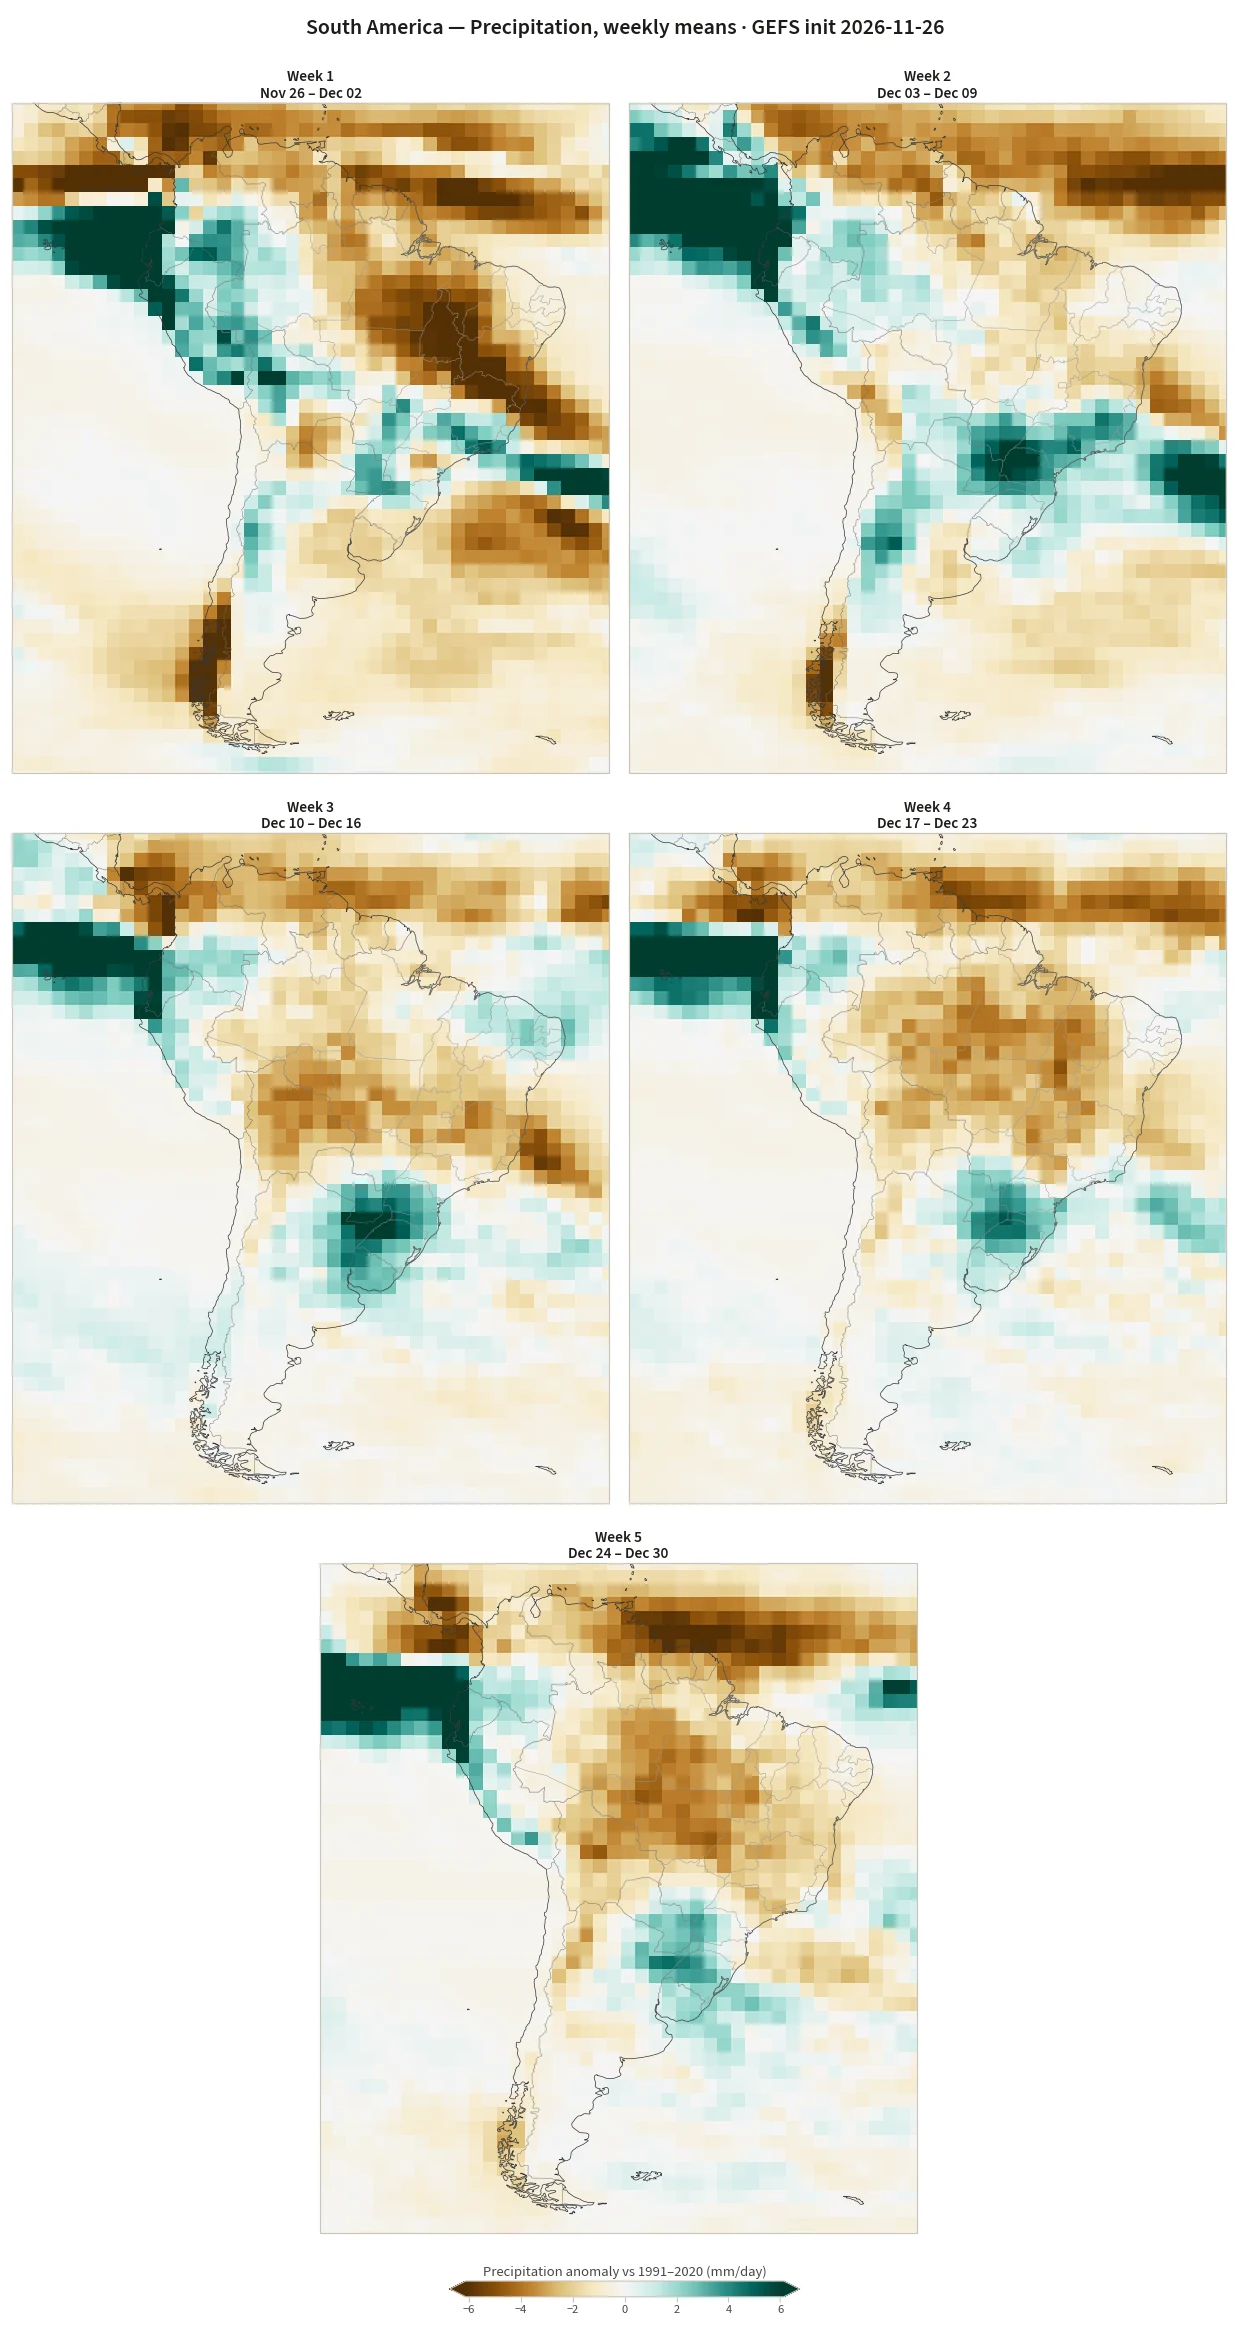 South America — Precipitation, weekly means · GEFS init 2026-11-26
Week 1
Nov 26 – Dec 02
Week 2
Dec 03 – Dec 09
Week 3
Dec 10 – Dec 16
Week 4
Dec 17 – Dec 23
Week 5
Dec 24 – Dec 30
Precipitation anomaly vs 1991–2020 (mm/day)
−6 −4 −2 0 2 4 6